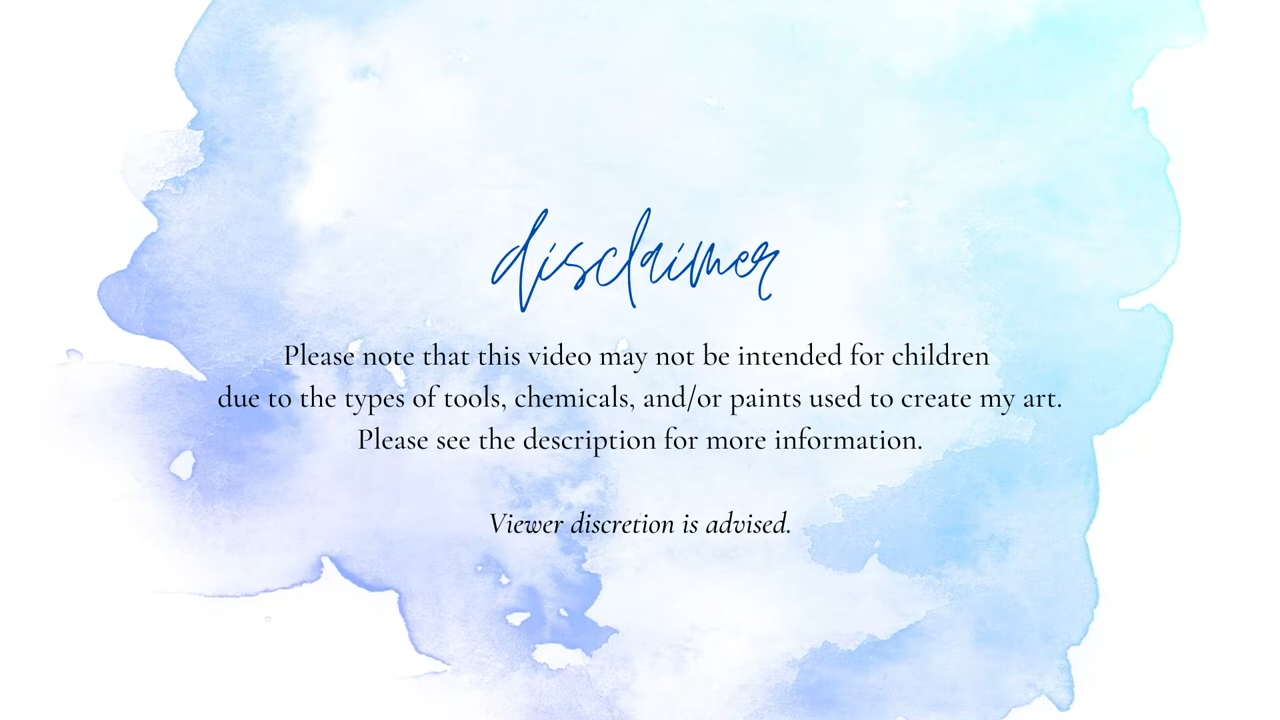 disclaimer
Please note that this video may not be intended for children
due to the types of tools, chemicals, and/or paints used to create my art.
Please see the description for more information.
Viewer discretion is advised.